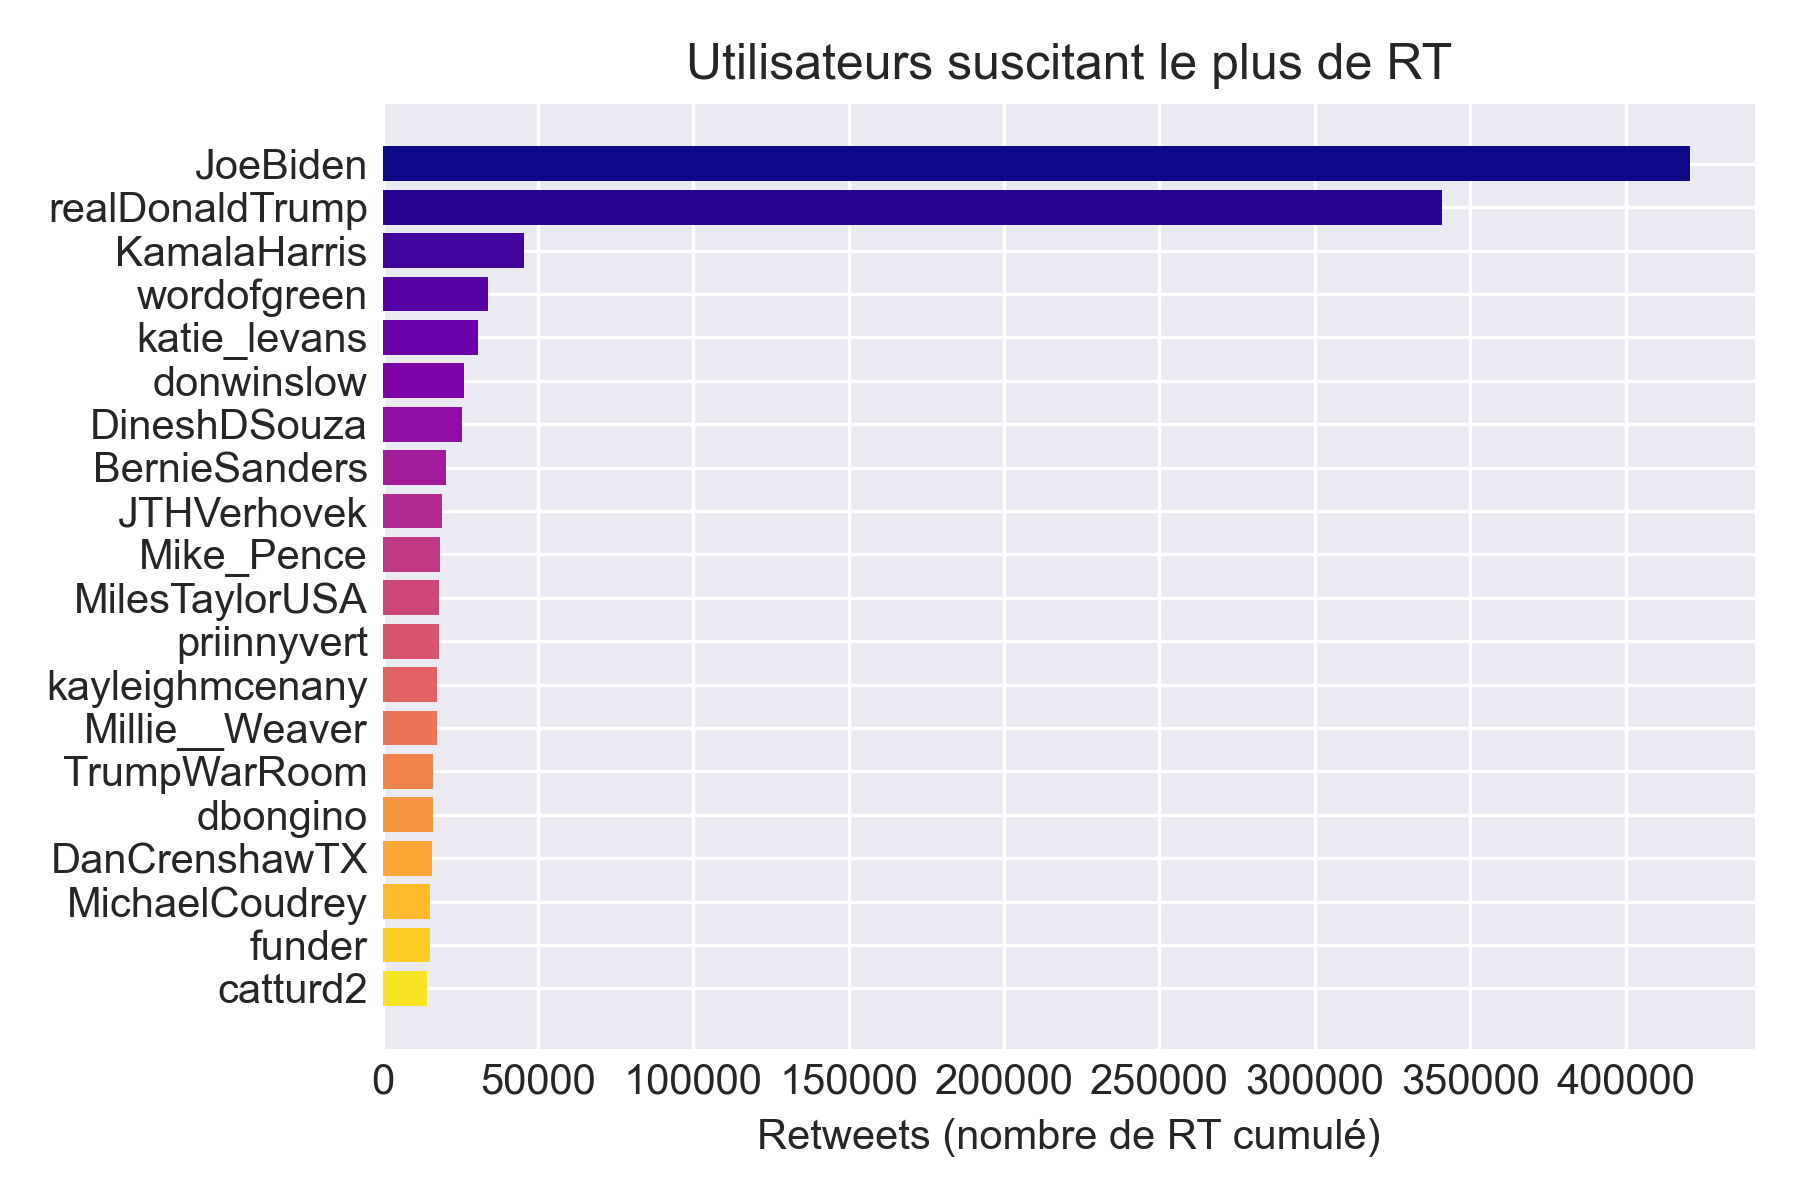 Utilisateurs suscitant le plus de RT
JoeBiden
realDonaldTrump
KamalaHarris
wordofgreen
katie_levans
donwinslow
DineshDSouza
BernieSanders
JTHVerhovek
Mike_Pence
MilesTaylorUSA
priinnyvert
kayleighmcenany
Millie__Weaver
TrumpWarRoom
dbongino
DanCrenshawTX
MichaelCoudrey
funder
catturd2
0 50000 100000 150000 200000 250000 300000 350000 400000
Retweets (nombre de RT cumulé)